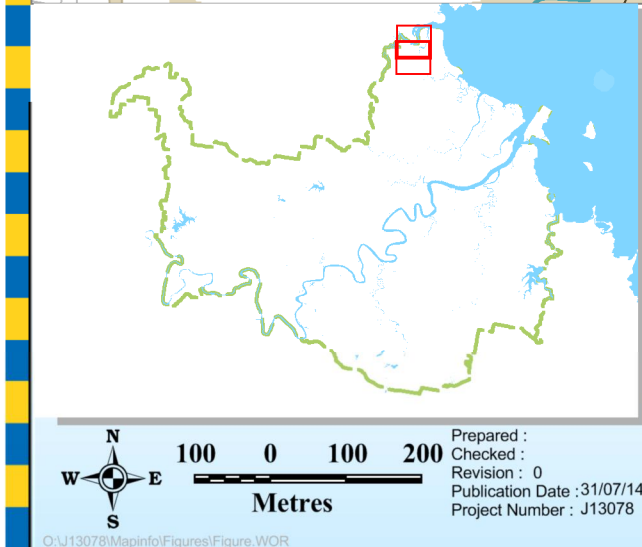 N
W E
S
100 0 100 200
Metres
Prepared :
Checked :
Revision : 0
Publication Date : 31/07/14
Project Number : J13078
O:\J13078\Mapinfo\Figures\Figure.WOR